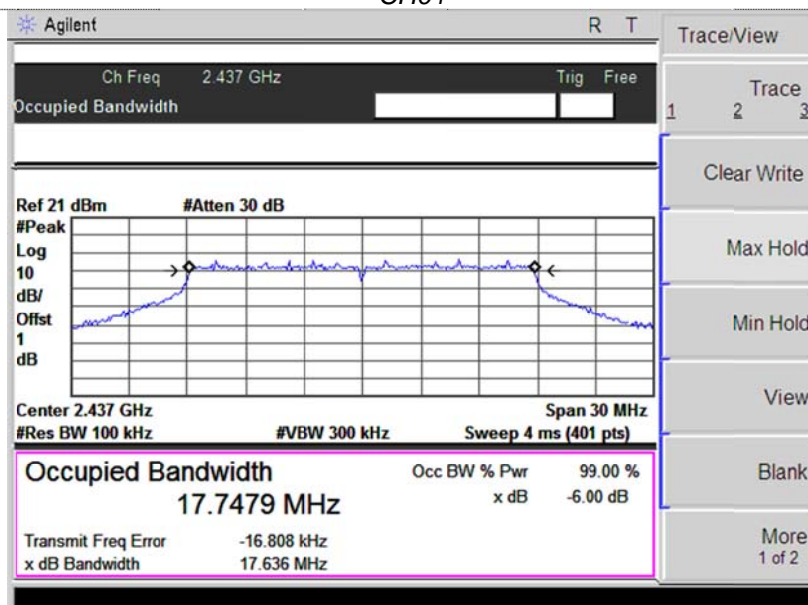 Agilent R T
Ch Freq 2.437 GHz Trig Free
Occupied Bandwidth
Ref 21 dBm #Atten 30 dB
#Peak
Log
10
dB/
Offst
1
dB
Center 2.437 GHz Span 30 MHz
#Res BW 100 kHz #VBW 300 kHz Sweep 4 ms (401 pts)
Occupied Bandwidth
17.7479 MHz
Occ BW % Pwr 99.00 %
x dB -6.00 dB
Transmit Freq Error -16.808 kHz
x dB Bandwidth 17.636 MHz
Trace/View
Trace
1 2 3
Clear Write
Max Hold
Min Hold
View
Blank
More
1 of 2